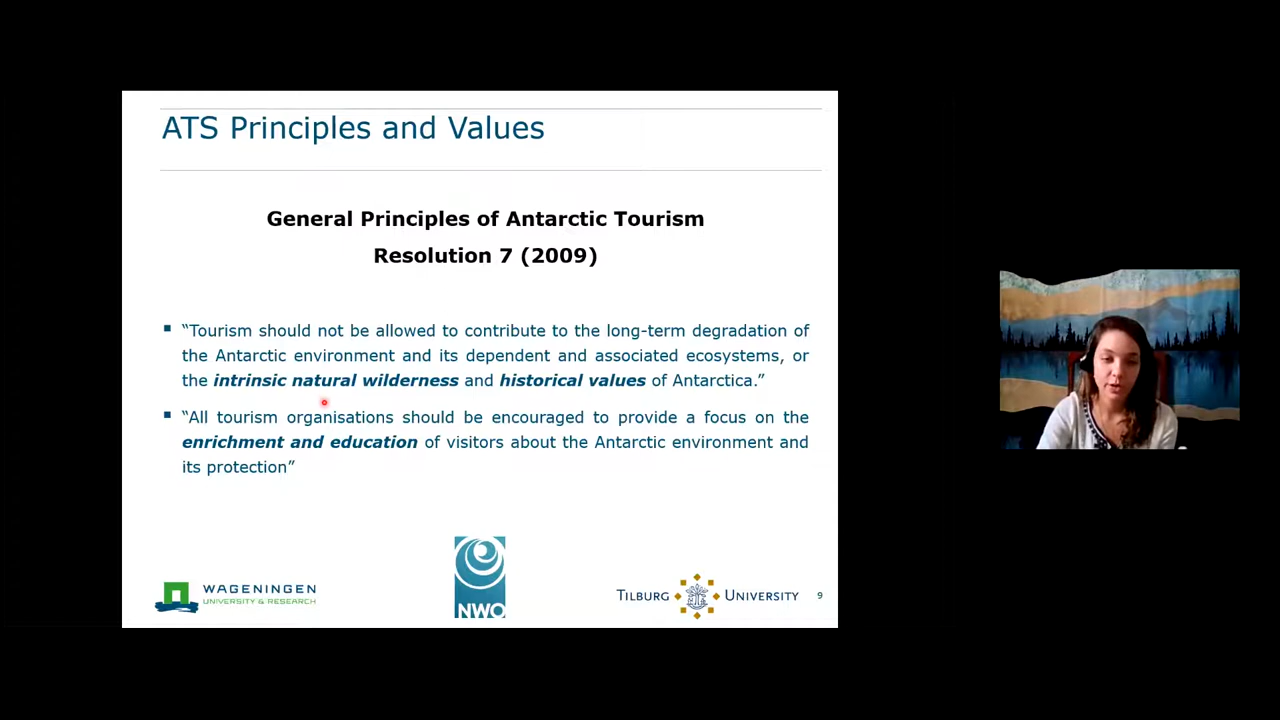 ATS Principles and Values
General Principles of Antarctic Tourism
Resolution 7 (2009)
▪ “Tourism should not be allowed to contribute to the long-term degradation of
the Antarctic environment and its dependent and associated ecosystems, or
the intrinsic natural wilderness and historical values of Antarctica.”
▪ “All tourism organisations should be encouraged to provide a focus on the
enrichment and education of visitors about the Antarctic environment and
its protection”
WAGENINGEN
UNIVERSITY & RESEARCH
NWO
TILBURG UNIVERSITY
9